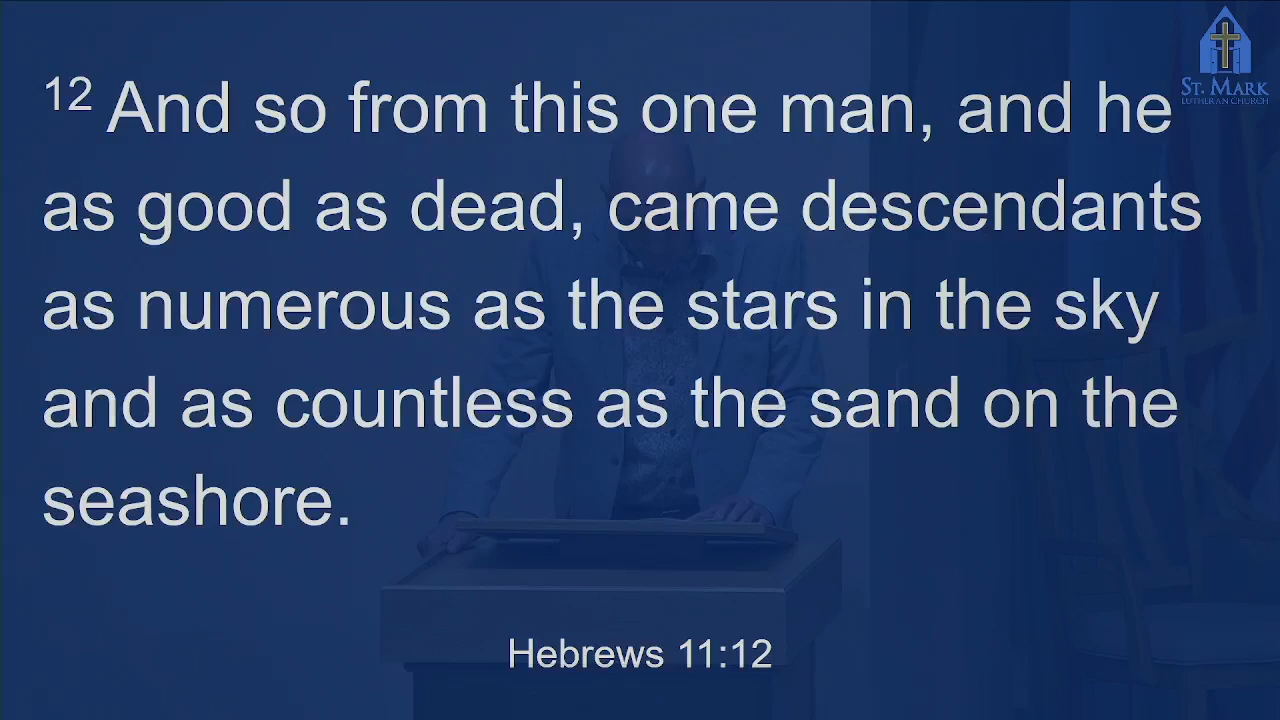 12 And so from this one man, and he
as good as dead, came descendants
as numerous as the stars in the sky
and as countless as the sand on the
seashore.
Hebrews 11:12
ST. MARK
LUTHERAN CHURCH